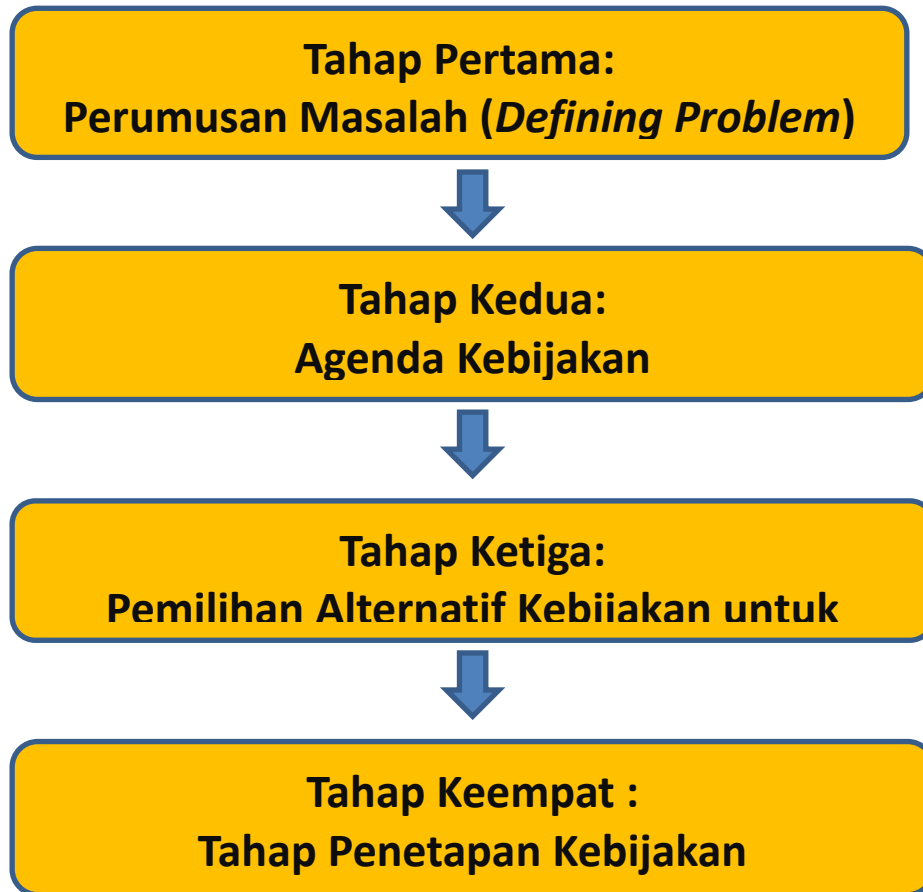 Tahap Pertama:
Perumusan Masalah (Defining Problem)
Tahap Kedua:
Agenda Kebijakan
Tahap Ketiga:
Pemilihan Alternatif Kebijakan untuk
Tahap Keempat :
Tahap Penetapan Kebijakan